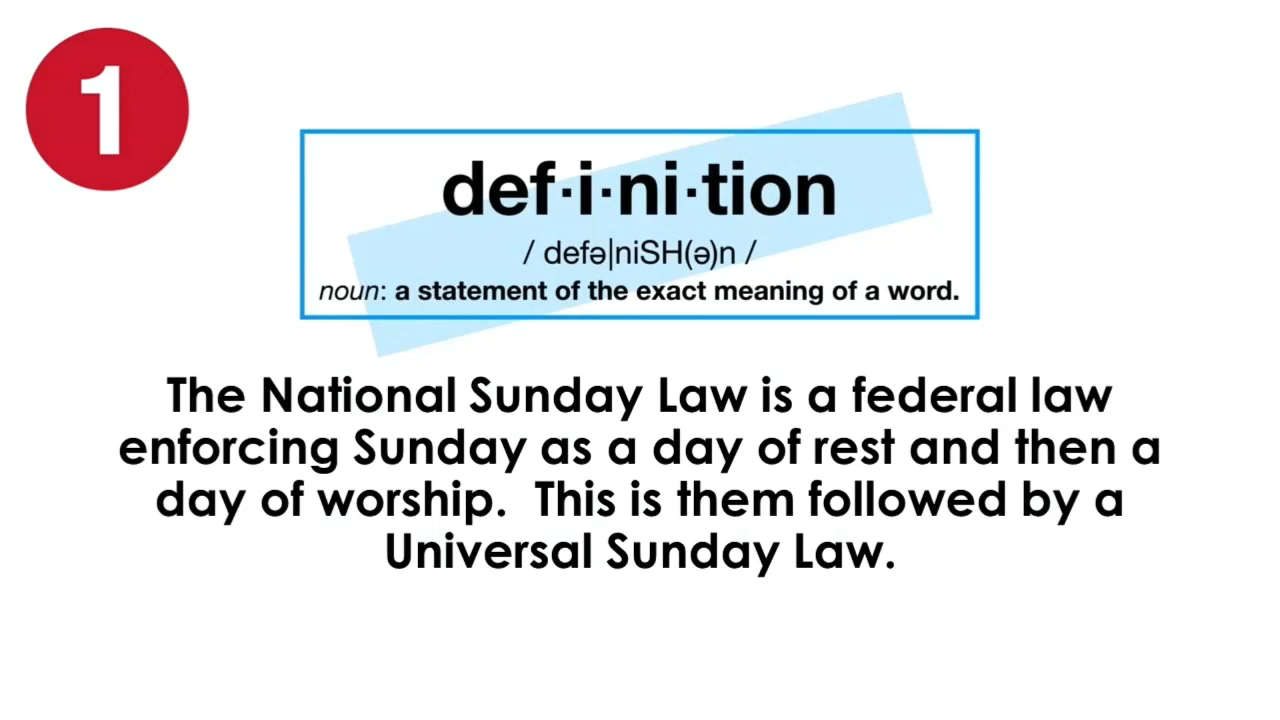 1
def·i·ni·tion
/ defə|niSH(ə)n /
noun: a statement of the exact meaning of a word.
The National Sunday Law is a federal law
enforcing Sunday as a day of rest and then a
day of worship.  This is them followed by a
Universal Sunday Law.